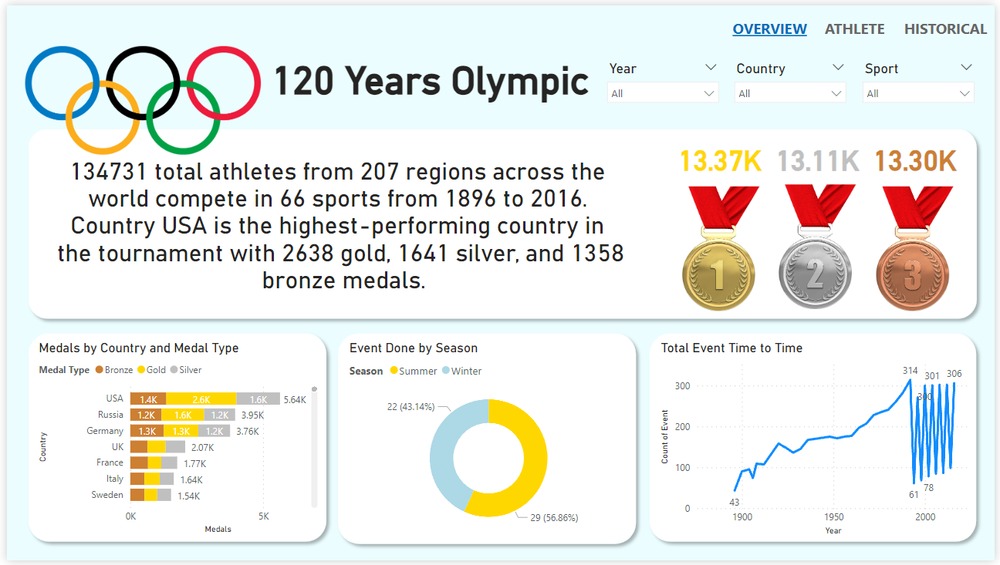 OVERVIEW ATHLETE HISTORICAL
120 Years Olympic
Year Country Sport
All All All
134731 total athletes from 207 regions across the
world compete in 66 sports from 1896 to 2016.
Country USA is the highest-performing country in
the tournament with 2638 gold, 1641 silver, and 1358
bronze medals.
13.37K 13.11K 13.30K
1 2 3
Medals by Country and Medal Type
Medal Type Bronze Gold Silver
Country
USA 1.4K 2.6K 1.6K 5.64K
Russia 1.2K 1.6K 1.2K 3.95K
Germany 1.3K 1.3K 1.2K 3.76K
UK 2.07K
France 1.77K
Italy 1.64K
Sweden 1.54K
0K 5K
Medals
Event Done by Season
Season Summer Winter
22 (43.14%)
29 (56.86%)
Total Event Time to Time
Count of Event
314 301 306
300
300
200
100
0
43
61
78
1900 1950 2000
Year